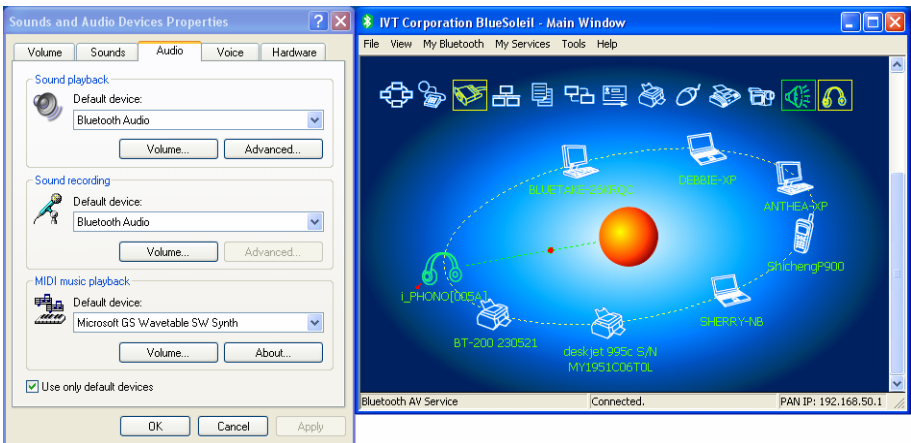 Sounds and Audio Devices Properties
Volume Sounds Audio Voice Hardware
Sound playback
Default device:
Bluetooth Audio
Volume... Advanced...
Sound recording
Default device:
Bluetooth Audio
Volume... Advanced...
MIDI music playback
Default device:
Microsoft GS Wavetable SW Synth
Volume... About...
Use only default devices
OK Cancel Apply
IVT Corporation BlueSoleil - Main Window
File View My Bluetooth My Services Tools Help
DEBBIE-XP
ANTHEA-XP
ShichengP900
i_PHONO[005A]
SHERRY-NB
BT-200 230521
deskjet 995c S/N
MY1951C06T0L
Bluetooth AV Service Connected. PAN IP: 192.168.50.1